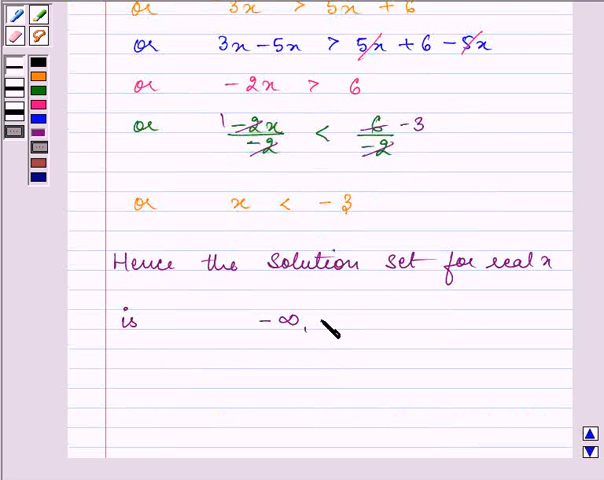 or 3x > 5x + 6
or 3x - 5x > 5x + 6 - 5x
or -2x > 6
or 1 -2x / -2 < 6 / -2 -3
or x < -3
Hence the solution set for real x
is -∞,